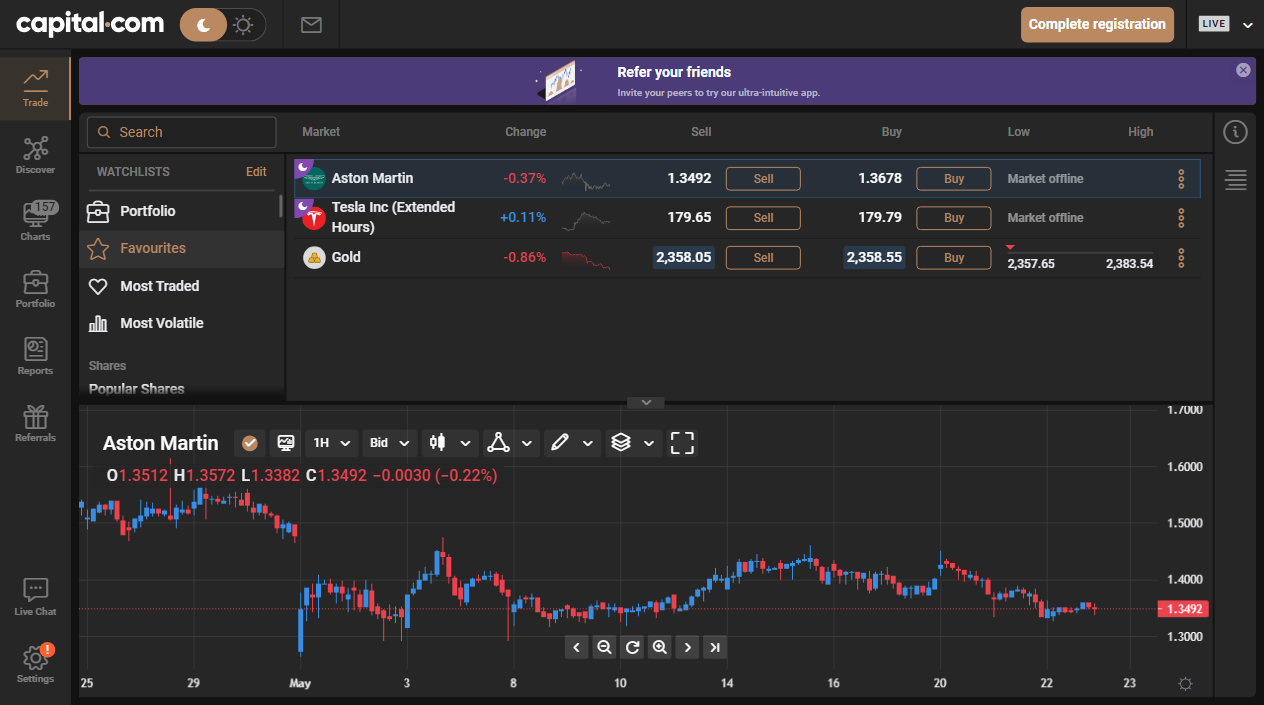 capital.com
Complete registration
LIVE
Trade
Refer your friends
Invite your peers to try our ultra-intuitive app.
Search
Market Change Sell Buy Low High
Discover
WATCHLISTS Edit
Aston Martin -0.37% 1.3492 Sell 1.3678 Buy Market offline
157
Charts
Portfolio
Tesla Inc (Extended
Hours) +0.11% 179.65 Sell 179.79 Buy Market offline
Favourites
Gold -0.86% 2,358.05 Sell 2,358.55 Buy 2,357.65 2,383.54
Portfolio
Most Traded
Most Volatile
Reports
Shares
Popular Shares
Referrals
Aston Martin 1H Bid
O1.3512 H1.3572 L1.3382 C1.3492 −0.0030 (−0.22%)
1.7000
1.6000
1.5000
1.4000
1.3492
1.3000
Live Chat
!
Settings
25 29 May 3 8 10 14 16 20 22 23